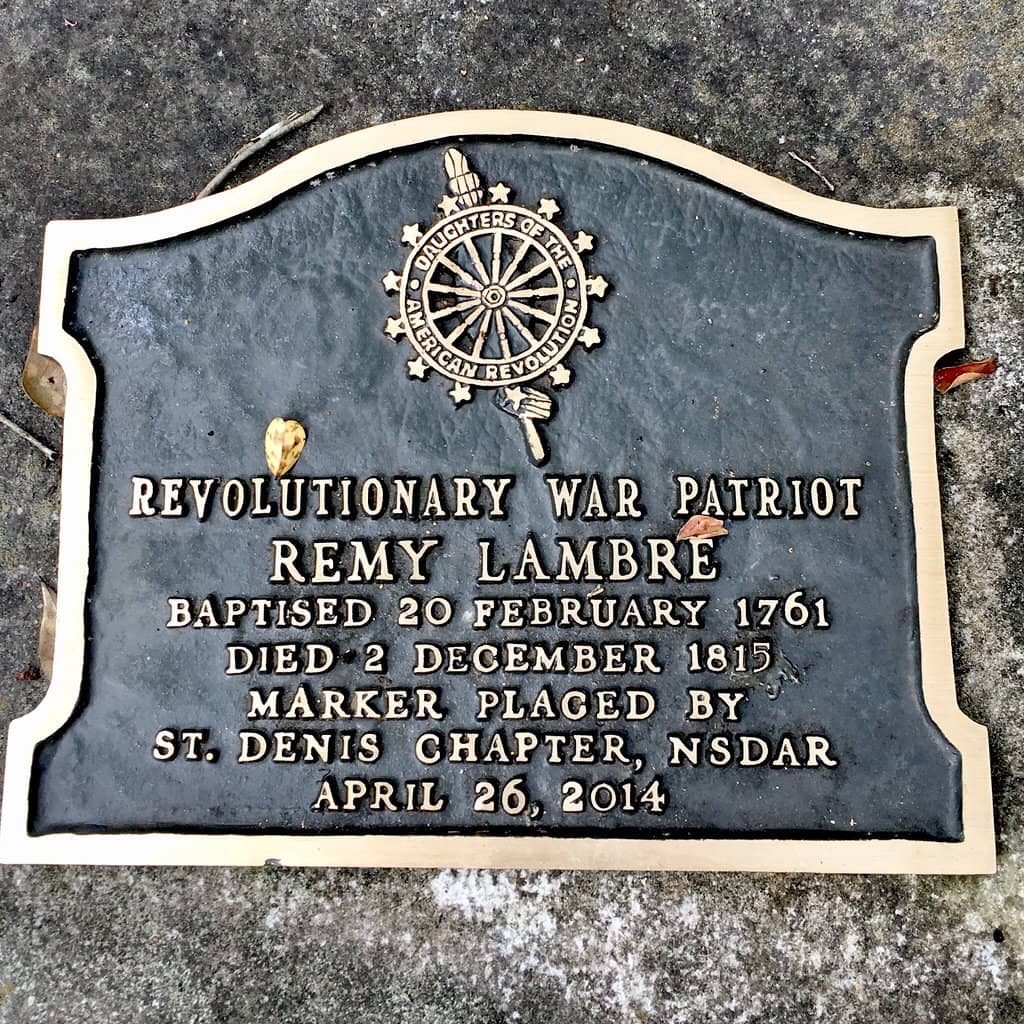 DAUGHTERS OF THE
AMERICAN REVOLUTION
REVOLUTIONARY WAR PATRIOT
REMY LAMBRE
BAPTISED 20 FEBRUARY 1761
DIED 2 DECEMBER 1815
MARKER PLACED BY
ST. DENIS CHAPTER, NSDAR
APRIL 26, 2014